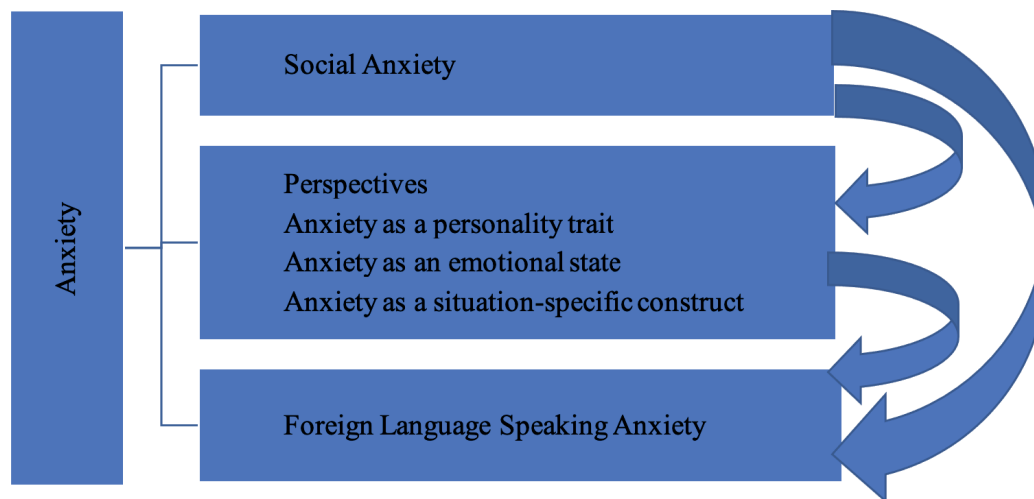 Anxiety
Social Anxiety
Perspectives
Anxiety as a personality trait
Anxiety as an emotional state
Anxiety as a situation-specific construct
Foreign Language Speaking Anxiety